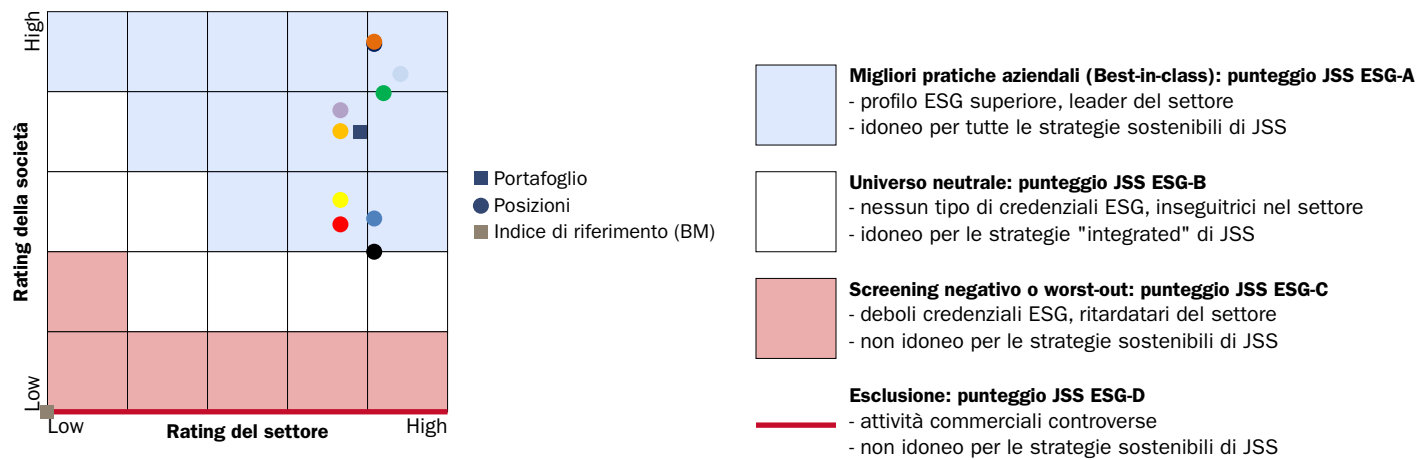 High
Rating della società
Low
Low
Rating del settore
High
Portafoglio
Posizioni
Indice di riferimento (BM)
Migliori pratiche aziendali (Best-in-class): punteggio JSS ESG-A
- profilo ESG superiore, leader del settore
- idoneo per tutte le strategie sostenibili di JSS
Universo neutrale: punteggio JSS ESG-B
- nessun tipo di credenziali ESG, inseguitrici nel settore
- idoneo per le strategie "integrated" di JSS
Screening negativo o worst-out: punteggio JSS ESG-C
- deboli credenziali ESG, ritardatari del settore
- non idoneo per le strategie sostenibili di JSS
Esclusione: punteggio JSS ESG-D
- attività commerciali controverse
- non idoneo per le strategie sostenibili di JSS